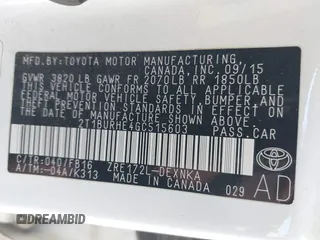 MFD.BY:TOYOTA MOTOR MANUFACTURING
CANADA,INC. 09/15
GVWR 3820 LB GAWR FR 2070LB RR 1850LB
THIS VEHICLE CONFORMS TO ALL APPLICABLE FEDERAL
MOTOR VEHICLE SAFETY, BUMPER, AND THEFT
PREVENTION STANDARDS IN EFFECT ON THE DATE OF
MANUFACTURE SHOWN ABOVE.
2T1BURHE4GC515603 PASS.CAR
C/TR:040/FB16 ZRE172L-DEXNKA
A/TM:-04A/K313 MADE IN CANADA 029
AD